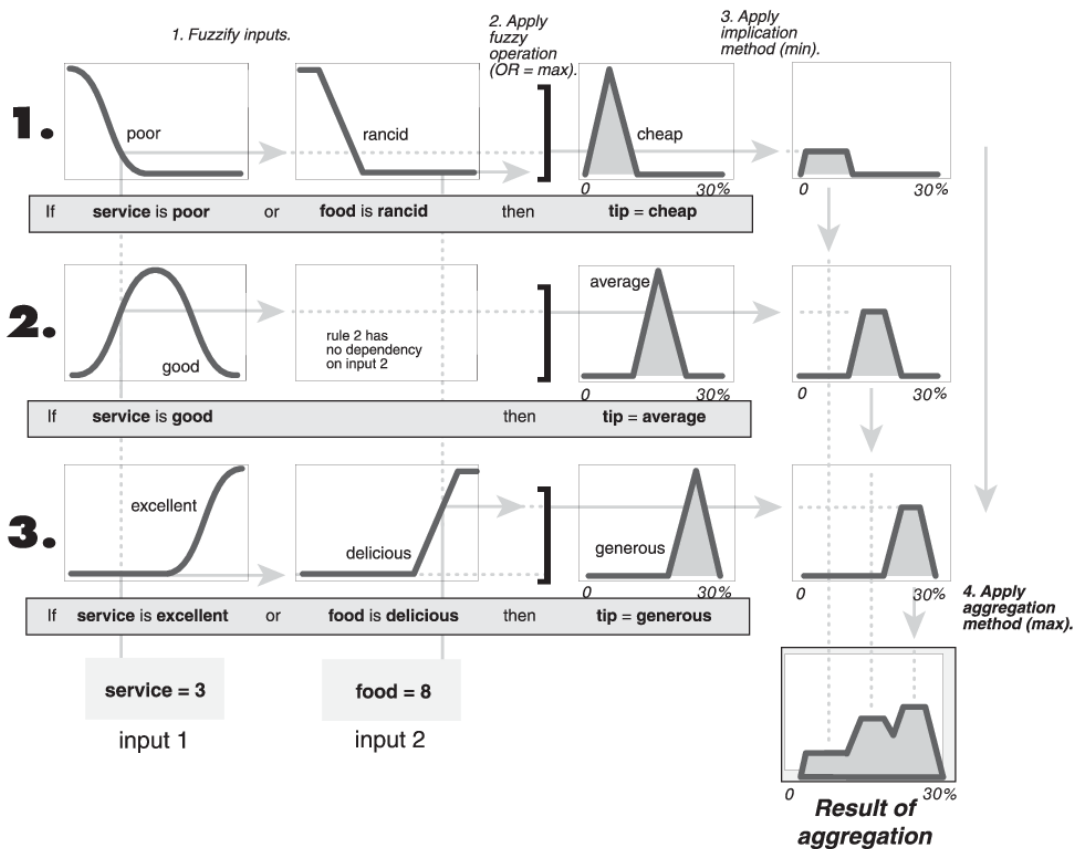 1. Fuzzify inputs.
2. Apply
fuzzy
operation
(OR = max).
3. Apply
implication
method (min).
1.
poor
rancid
cheap
0
30%
0
30%
If service is poor or food is rancid then tip = cheap
2.
good
rule 2 has
no dependency
on input 2
average
0
30%
0
30%
If service is good then tip = average
3.
excellent
delicious
generous
0
30%
0
30%
If service is excellent or food is delicious then tip = generous
4. Apply
aggregation
method (max).
service = 3
food = 8
input 1
input 2
0
30%
Result of
aggregation